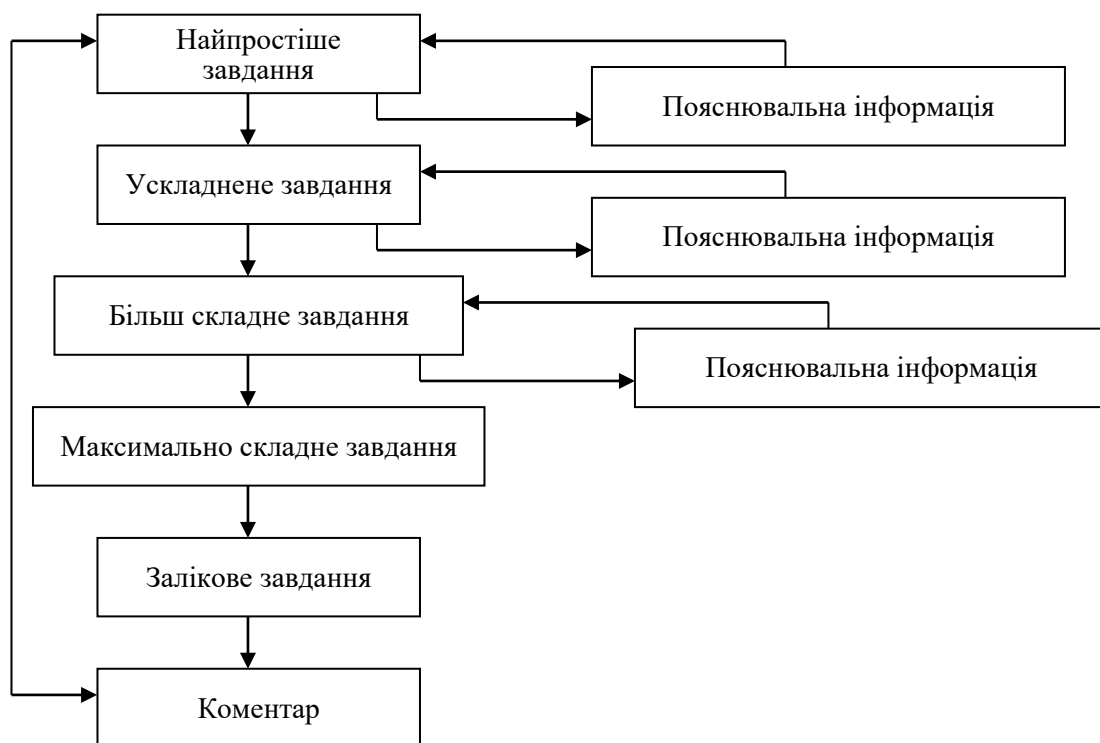 Найпростіше
завдання
Пояснювальна інформація
Ускладнене завдання
Пояснювальна інформація
Більш складне завдання
Пояснювальна інформація
Максимально складне завдання
Залікове завдання
Коментар